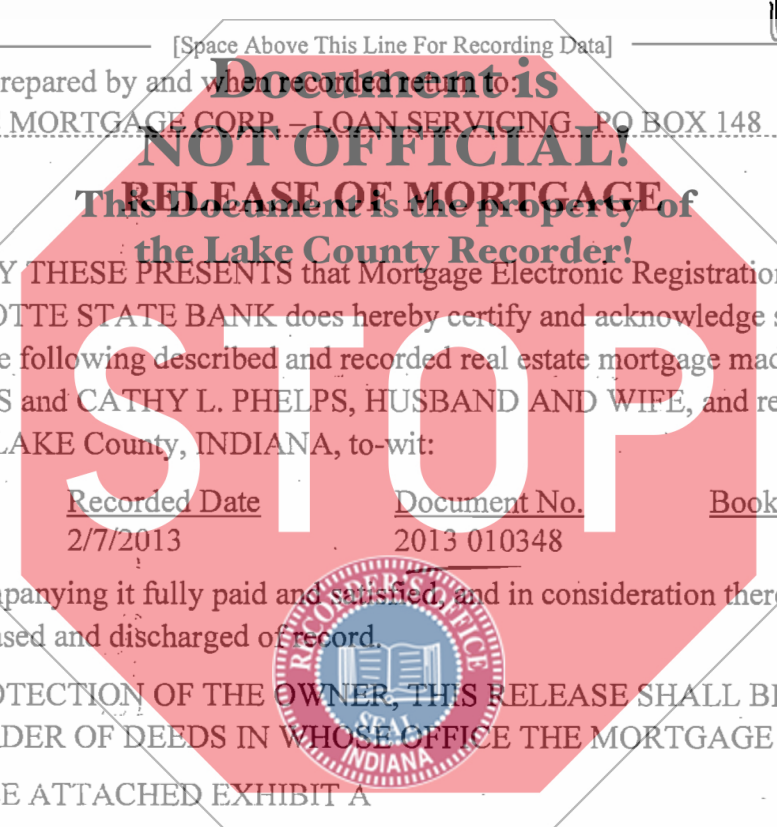 [Space Above This Line For Recording Data]
repared by and when recorded return to:
MORTGAGE CORP. – LOAN SERVICING PO BOX 148
RELEASE OF MORTGAGE
Document is
NOT OFFICIAL!
This Document is the property of
the Lake County Recorder!
Y THESE PRESENTS that Mortgage Electronic Registration
OTTE STATE BANK does hereby certify and acknowledge s
e following described and recorded real estate mortgage mad
S and CATHY L. PHELPS, HUSBAND AND WIFE, and re
LAKE County, INDIANA, to-wit:
STOP
Recorded Date Document No. Book
2/7/2013 2013 010348
panying it fully paid and satisfied, and in consideration there
ased and discharged of record.
OTECTION OF THE OWNER, THIS RELEASE SHALL BE
DER OF DEEDS IN WHOSE OFFICE THE MORTGAGE
E ATTACHED EXHIBIT A
RECORDER'S OFFICE
SEAL
INDIANA